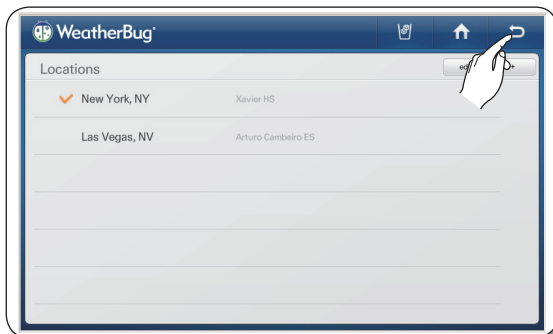 WeatherBug
Locations
New York, NY Xavier HS
Las Vegas, NV Arturo Cambeiro ES